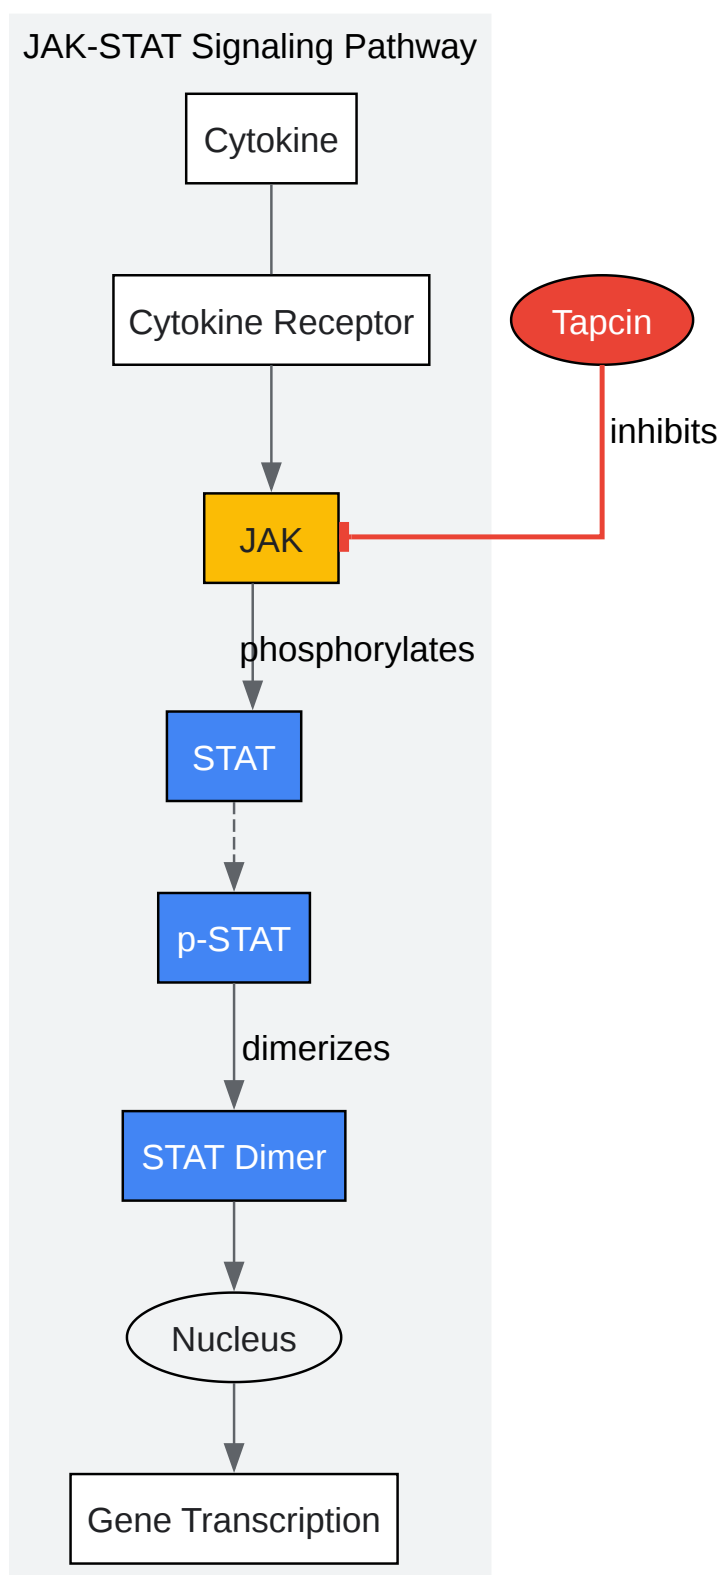 JAK-STAT Signaling Pathway
Cytokine
Cytokine Receptor
Tapcin
inhibits
JAK
phosphorylates
STAT
p-STAT
dimerizes
STAT Dimer
Nucleus
Gene Transcription